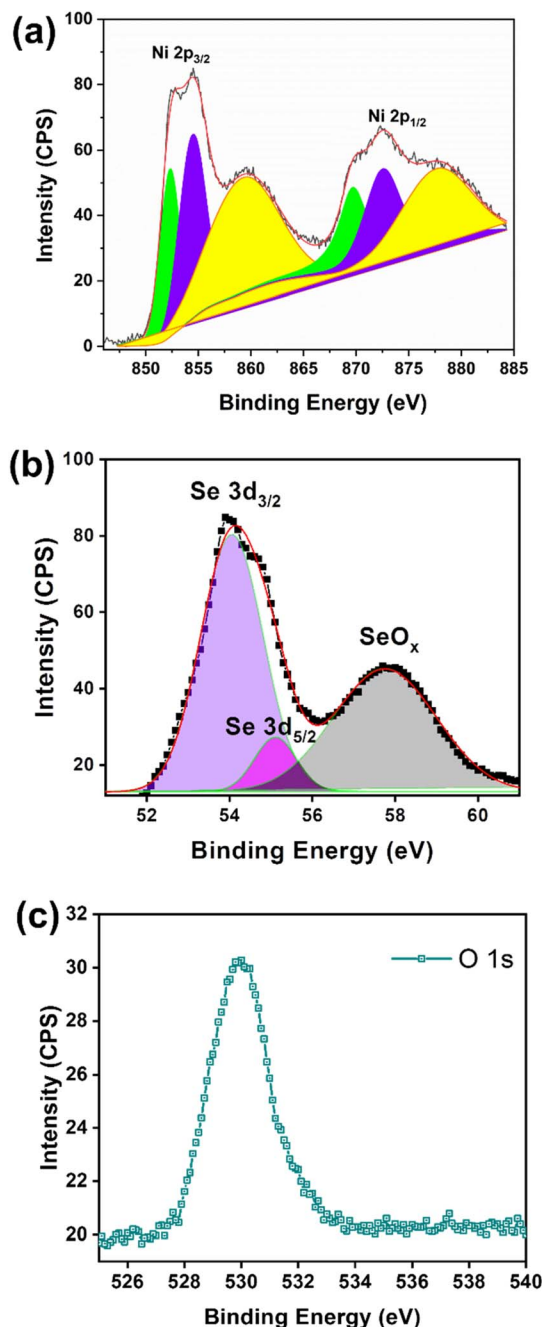 (a)
Ni 2p3/2
Ni 2p1/2
Intensity (CPS)
100
80
60
40
20
0
850 855 860 865 870 875 880 885
Binding Energy (eV)
(b)
Se 3d3/2
Se 3d5/2
SeOx
Intensity (CPS)
100
80
60
40
20
52 54 56 58 60
Binding Energy (eV)
(c)
O 1s
Intensity (CPS)
32
30
28
26
24
22
20
526 528 530 532 534 536 538 540
Binding Energy (eV)